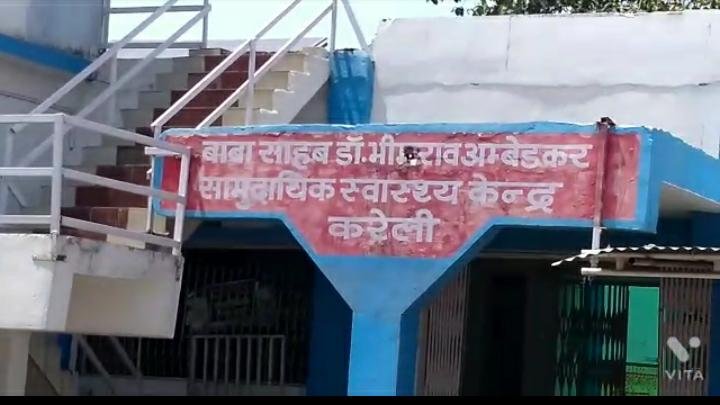 बाबा साहब डॉ.भीमराव अम्बेडकर
सामुदायिक स्वास्थ्य केन्द्र
करेली
VITA